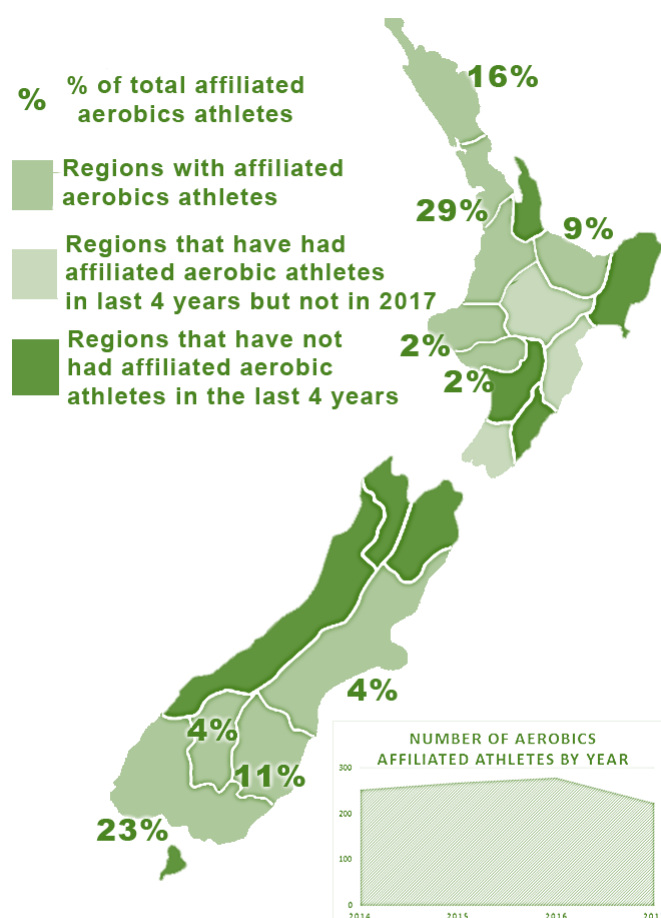 %
% of total affiliated
aerobics athletes
Regions with affiliated
aerobics athletes
Regions that have had
affiliated aerobic athletes
in last 4 years but not in 2017
Regions that have not
had affiliated aerobic
athletes in the last 4 years
16%
29%
9%
2%
2%
4%
4%
11%
23%
NUMBER OF AEROBICS
AFFILIATED ATHLETES BY YEAR
300
200
100
0
2014
2015
2016